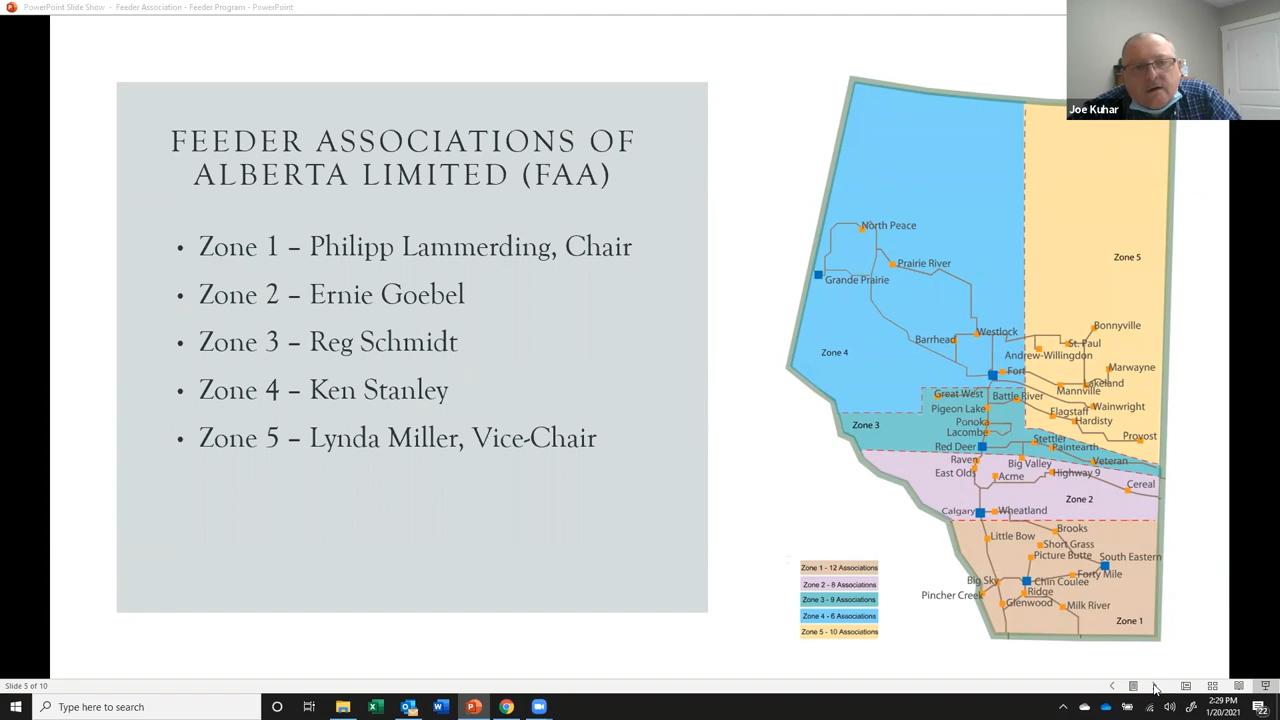 PowerPoint Slide Show - Feeder Association - Feeder Program - PowerPoint
Joe Kuhar
FEEDER ASSOCIATIONS OF
ALBERTA LIMITED (FAA)
• Zone 1 – Philipp Lammerding, Chair
• Zone 2 – Ernie Goebel
• Zone 3 – Reg Schmidt
• Zone 4 – Ken Stanley
• Zone 5 – Lynda Miller, Vice-Chair
North Peace
Zone 5
Prairie River
Grande Prairie
Bonnyville
Westlock
Barrhead
St. Paul
Zone 4
Andrew-Willingdon
Fort
Marwayne
Lakeland
Mannville
Great West
Battle River
Pigeon Lake
Wainwright
Flagstaff
Hardisty
Ponoka
Zone 3
Lacombe
Provost
Stettler
Red Deer
Paintearth
Raven
Veteran
Big Valley
East Olds
Highway 9
Acme
Cereal
Zone 2
Calgary
Wheatland
Brooks
Little Bow
Short Grass
Picture Butte
South Eastern
Forty Mile
Big Sky
Chin Coulee
Ridge
Pincher Creek
Glenwood
Milk River
Zone 1
Zone 1 - 12 Associations
Zone 2 - 8 Associations
Zone 3 - 9 Associations
Zone 4 - 6 Associations
Zone 5 - 10 Associations
Slide 5 of 10
Type here to search
2:29 PM
1/20/2021
22